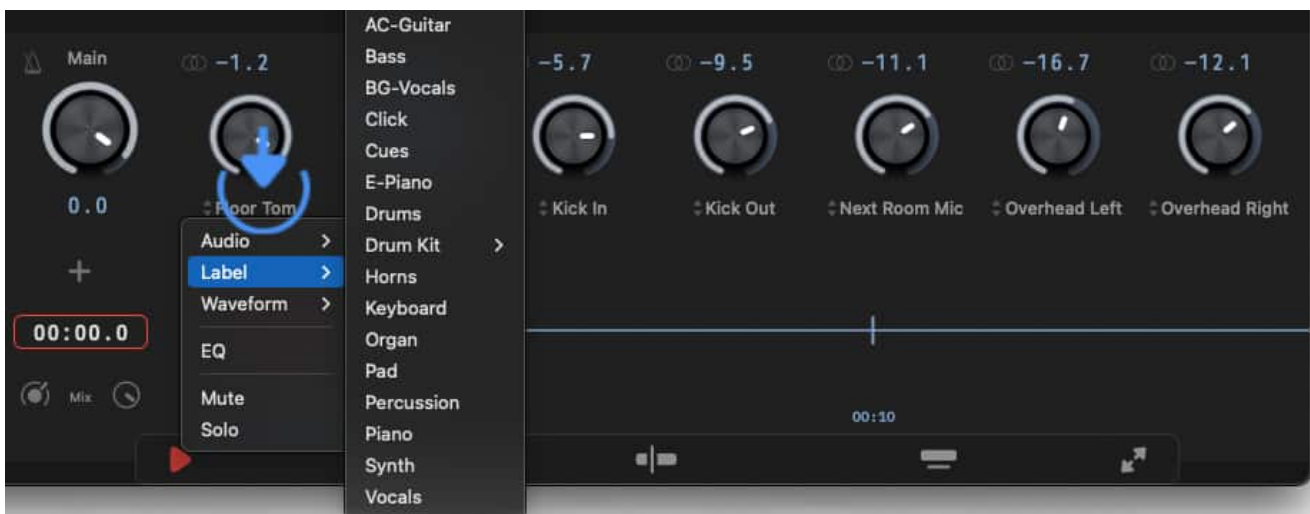 Main
-1.2
-5.7
-9.5
-11.1
-16.7
-12.1
0.0
Floor Tom
Kick In
Kick Out
Next Room Mic
Overhead Left
Overhead Right
Audio
Label
Waveform
EQ
Mute
Solo
AC-Guitar
Bass
BG-Vocals
Click
Cues
E-Piano
Drums
Drum Kit
Horns
Keyboard
Organ
Pad
Percussion
Piano
Synth
Vocals
+
00:00.0
Mix
00:10